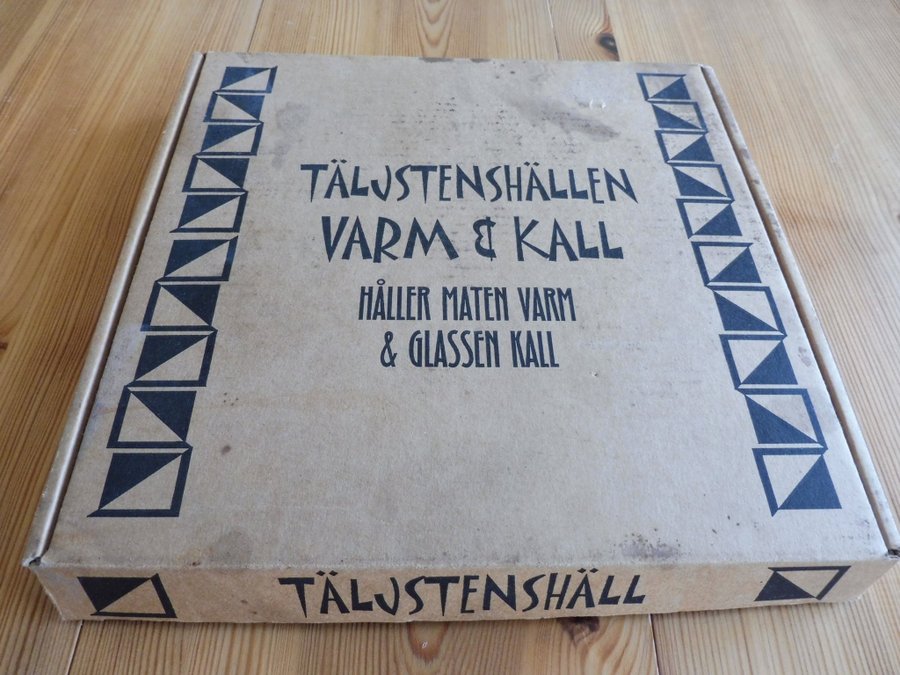 TÄLJSTENSHÄLLEN
VARM & KALL
HÅLLER MATEN VARM
& GLASSEN KALL
TÄLJSTENSHÄLL